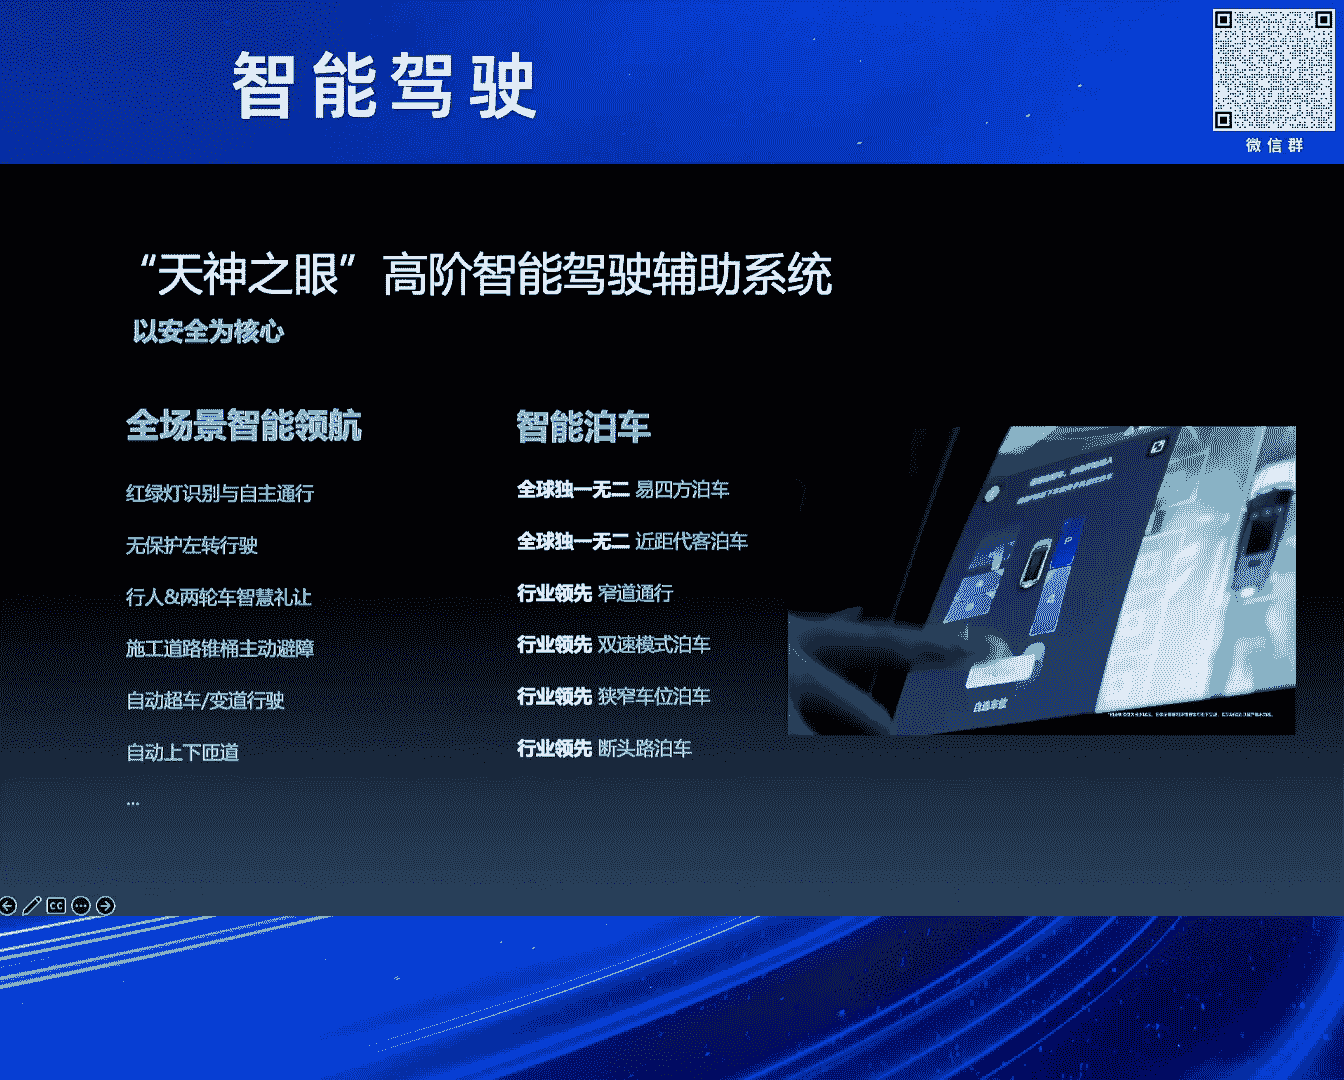 智能驾驶
微信群
“天神之眼”高阶智能驾驶辅助系统
以安全为核心
全场景智能领航
红绿灯识别与自主通行
无保护左转行驶
行人&两轮车智慧礼让
施工道路锥桶主动避障
自动超车/变道行驶
自动上下匝道
...
智能泊车
全球独一无二 易四方泊车
全球独一无二 近距代客泊车
行业领先 窄道通行
行业领先 双速模式泊车
行业领先 狭窄车位泊车
行业领先 断头路泊车
P
自选车位
CC